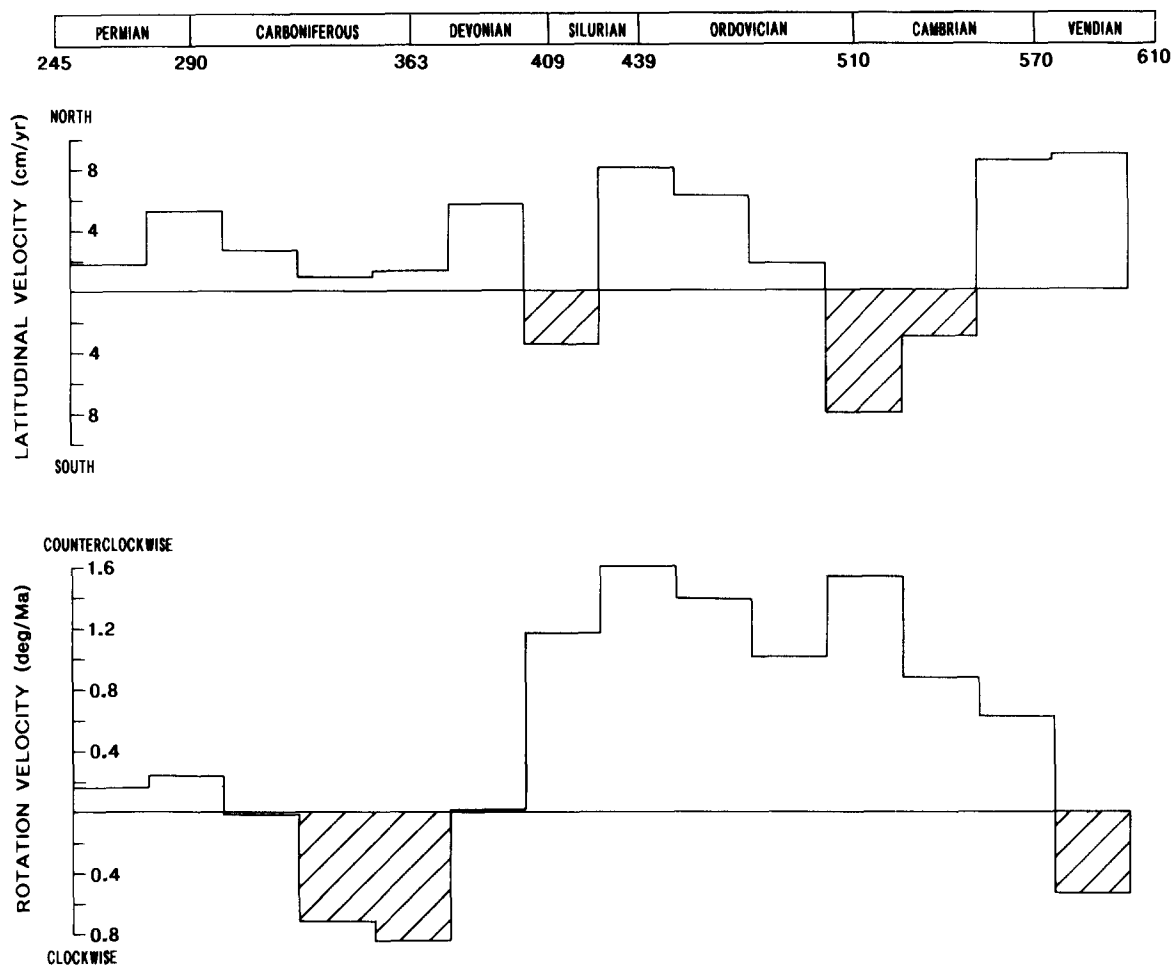 PERMIAN CARBONIFEROUS DEVONIAN SILURIAN ORDOVICIAN CAMBRIAN VENDIAN
245 290 363 409 439 510 570 610
NORTH
LATITUDINAL VELOCITY (cm/yr)
8
4
4
8
SOUTH
COUNTERCLOCKWISE
ROTATION VELOCITY (deg/Ma)
1.6
1.2
0.8
0.4
0.4
0.8
CLOCKWISE